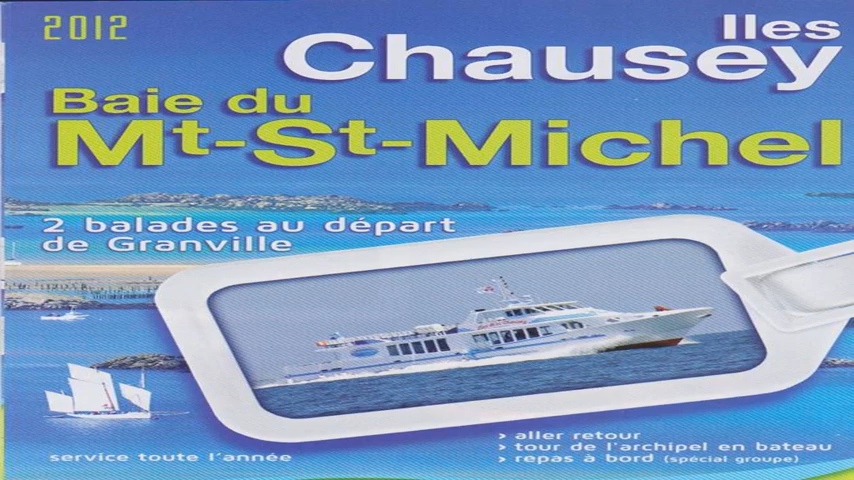 2012
Iles
Chausey
Baie du
Mt-St-Michel
2 balades au départ
de Granville
service toute l'année
› aller retour
› tour de l'archipel en bateau
› repas à bord (spécial groupe)